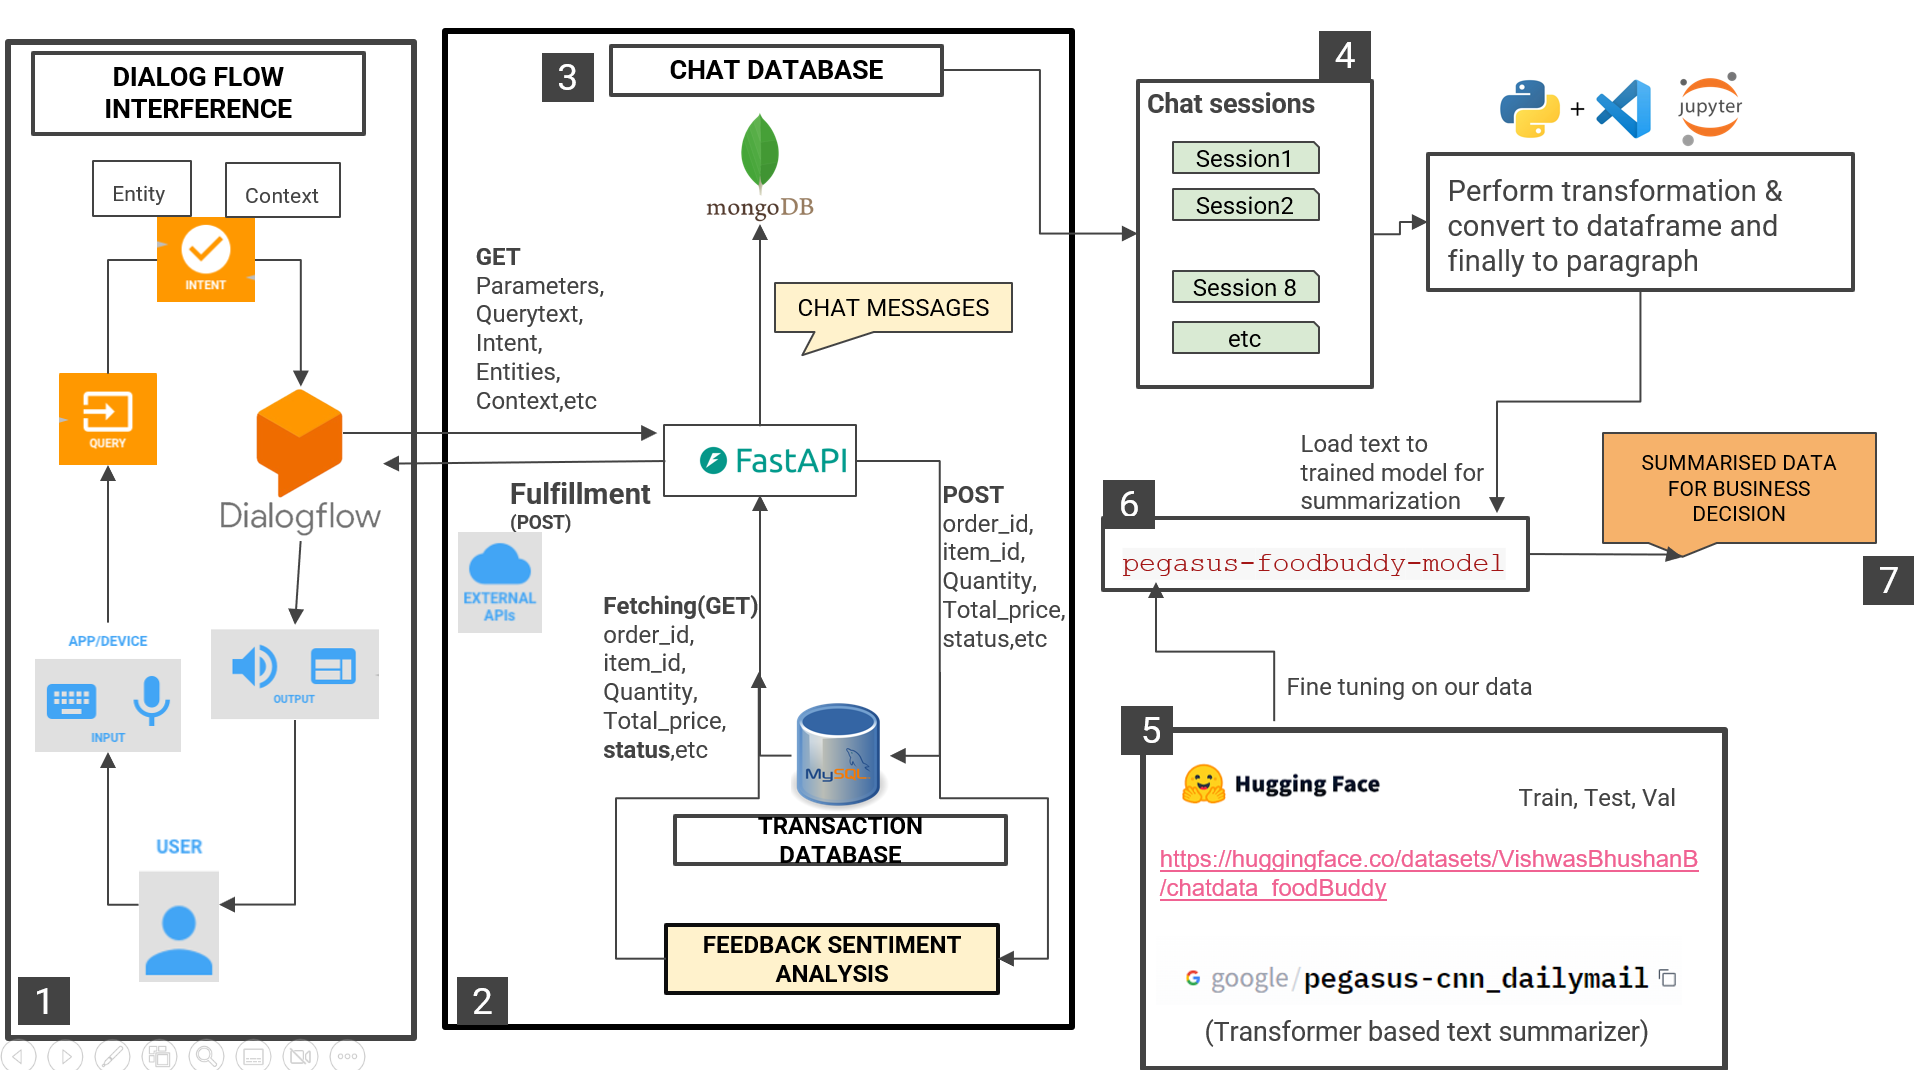 DIALOG FLOW
INTERFERENCE
Entity
Context
INTENT
QUERY
Dialogflow
APP/DEVICE
INPUT
OUTPUT
USER
1
3
CHAT DATABASE
mongoDB
GET
Parameters,
Querytext,
Intent,
Entities,
Context,etc
CHAT MESSAGES
FastAPI
Fulfillment
(POST)
EXTERNAL
APIs
Fetching(GET)
order_id,
item_id,
Quantity,
Total_price,
status,etc
POST
order_id,
item_id,
Quantity,
Total_price,
status,etc
MySQL
TRANSACTION
DATABASE
FEEDBACK SENTIMENT
ANALYSIS
2
4
Chat sessions
Session1
Session2
Session 8
etc
+
jupyter
Perform transformation &
convert to dataframe and
finally to paragraph
Load text to
trained model for
summarization
6
pegasus-foodbuddy-model
SUMMARISED DATA
FOR BUSINESS
DECISION
7
Fine tuning on our data
5
Hugging Face
Train, Test, Val
https://huggingface.co/datasets/VishwasBhushanB
/chatdata_foodBuddy
G google/pegasus-cnn_dailymail
(Transformer based text summarizer)